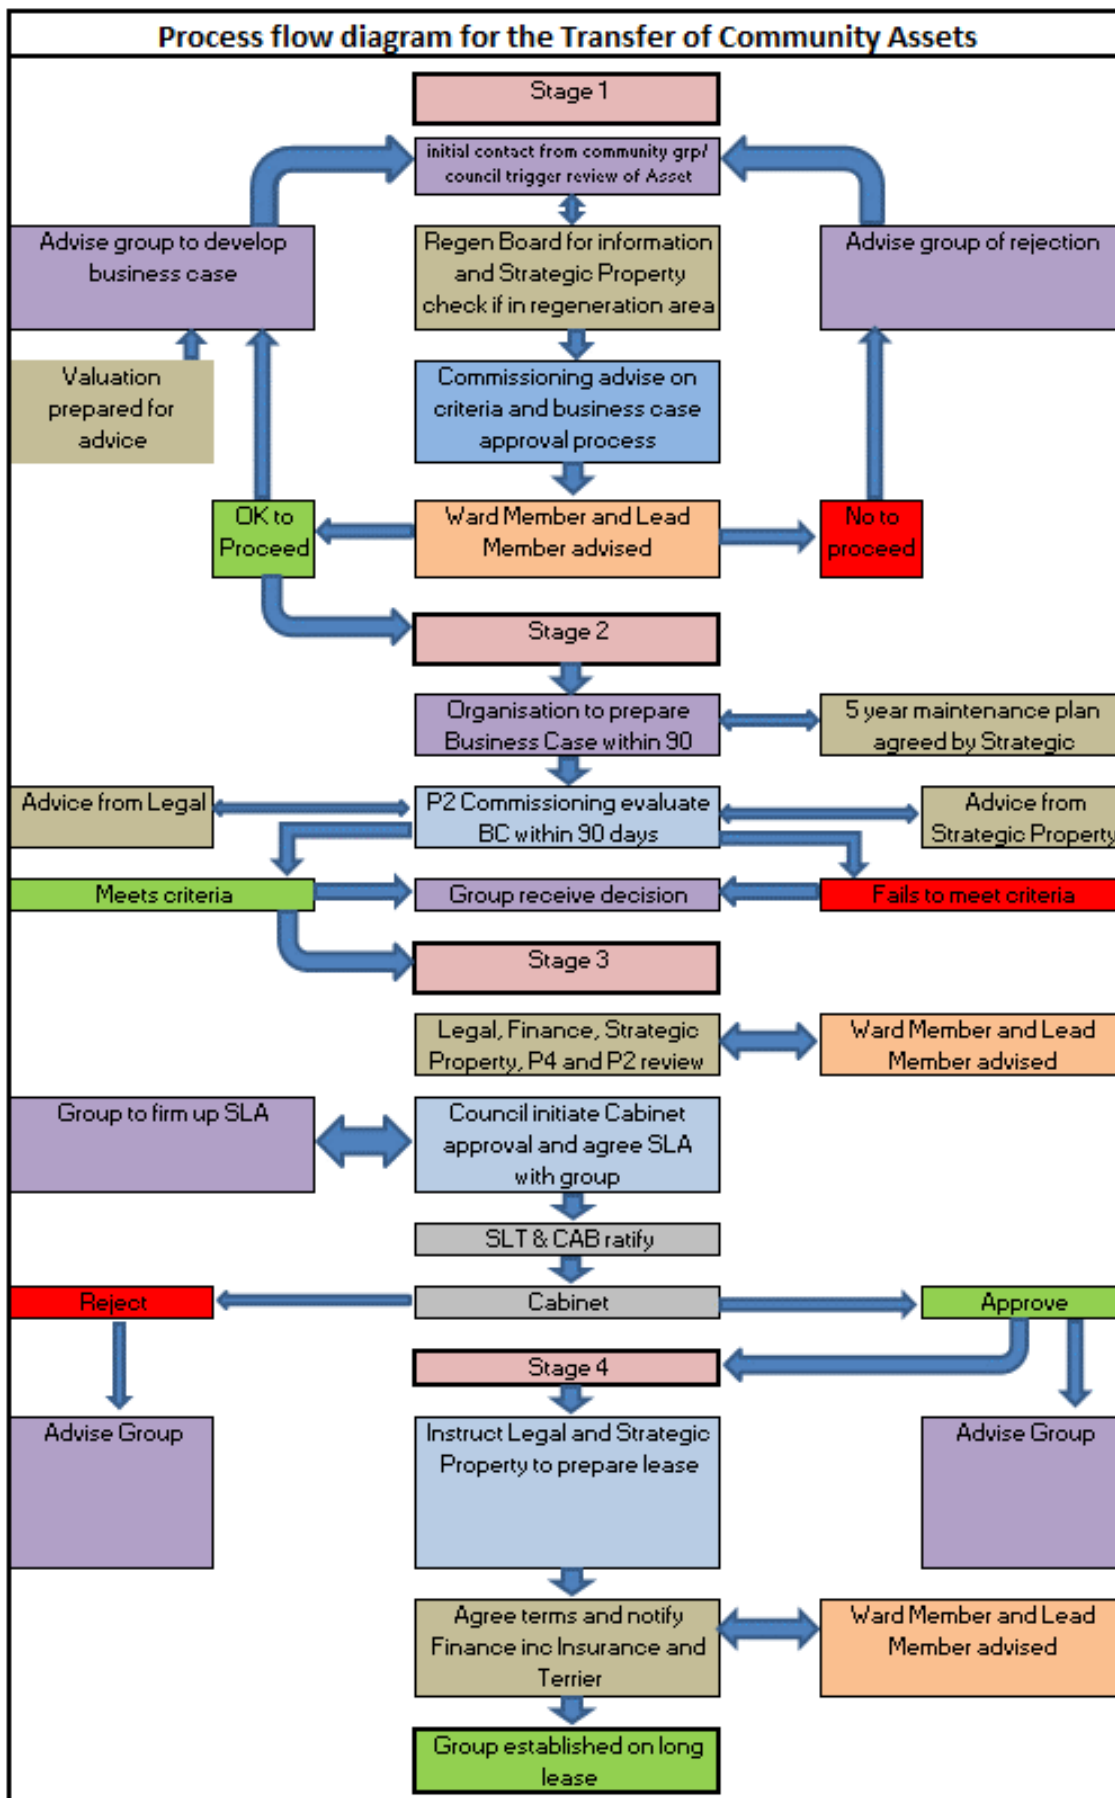 Process flow diagram for the Transfer of Community Assets
Stage 1
initial contact from community grp/
council trigger review of Asset
Advise group to develop
business case
Regen Board for information
and Strategic Property
check if in regeneration area
Advise group of rejection
Valuation
prepared for
advice
Commissioning advise on
criteria and business case
approval process
OK to
Proceed
Ward Member and Lead
Member advised
No to
proceed
Stage 2
Organisation to prepare
Business Case within 90
5 year maintenance plan
agreed by Strategic
Advice from Legal
P2 Commissioning evaluate
BC within 90 days
Advice from
Strategic Property
Meets criteria
Group receive decision
Fails to meet criteria
Stage 3
Legal, Finance, Strategic
Property, P4 and P2 review
Ward Member and Lead
Member advised
Group to firm up SLA
Council initiate Cabinet
approval and agree SLA
with group
SLT & CAB ratify
Reject
Cabinet
Approve
Stage 4
Advise Group
Instruct Legal and Strategic
Property to prepare lease
Advise Group
Agree terms and notify
Finance inc Insurance and
Terrier
Ward Member and Lead
Member advised
Group established on long
lease